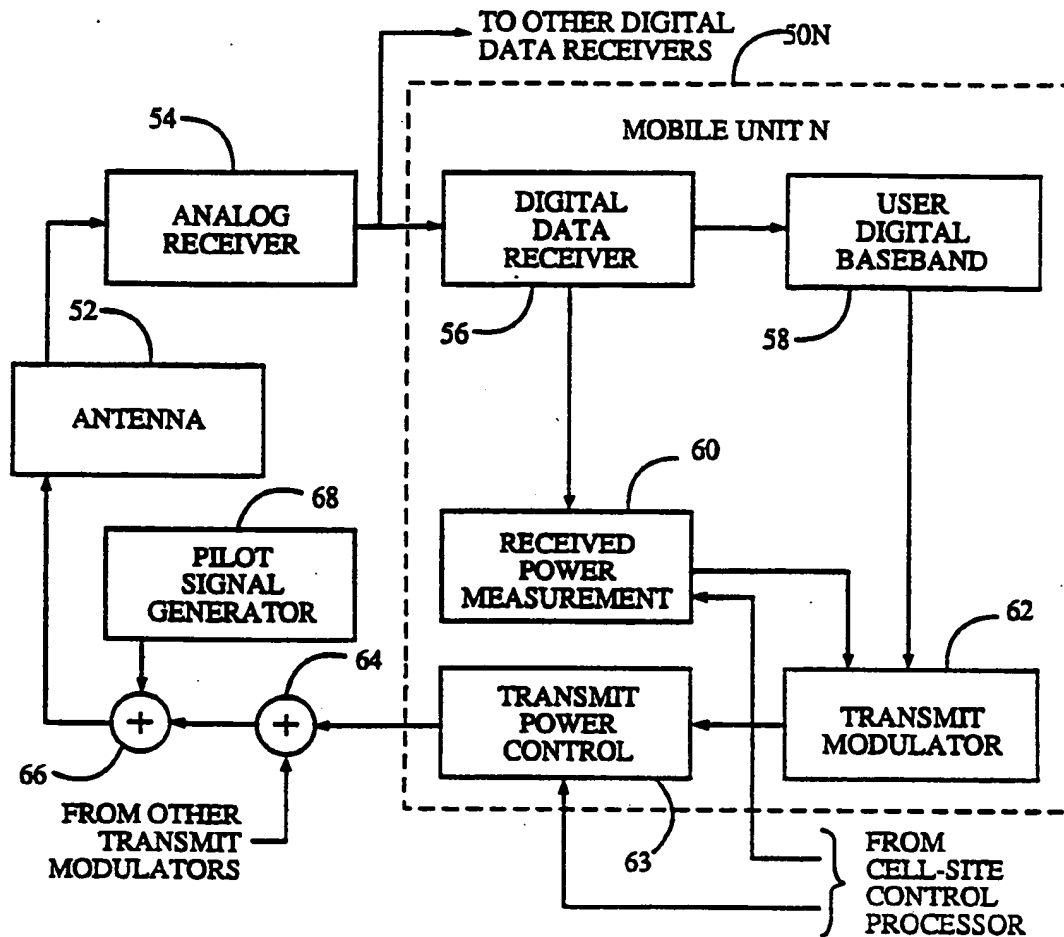 TO OTHER DIGITAL
DATA RECEIVERS
50N
54
MOBILE UNIT N
ANALOG
RECEIVER
DIGITAL
DATA
RECEIVER
USER
DIGITAL
BASEBAND
52
56
58
ANTENNA
60
68
PILOT
SIGNAL
GENERATOR
RECEIVED
POWER
MEASUREMENT
62
64
+
+
TRANSMIT
POWER
CONTROL
TRANSMIT
MODULATOR
66
FROM OTHER
TRANSMIT
MODULATORS
63
FROM
CELL-SITE
CONTROL
PROCESSOR